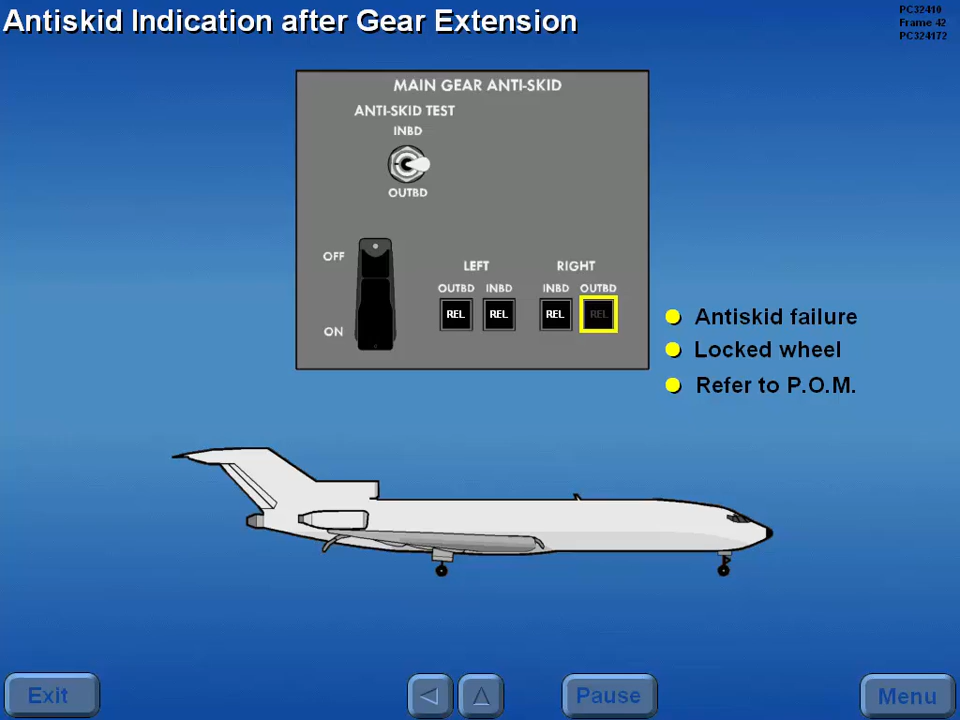 Antiskid Indication after Gear Extension
PC32410
Frame 42
PC324172
MAIN GEAR ANTI-SKID
ANTI-SKID TEST
INBD
OUTBD
OFF
ON
LEFT
RIGHT
OUTBD INBD
INBD OUTBD
REL REL REL REL
Antiskid failure
Locked wheel
Refer to P.O.M.
Exit
Pause
Menu